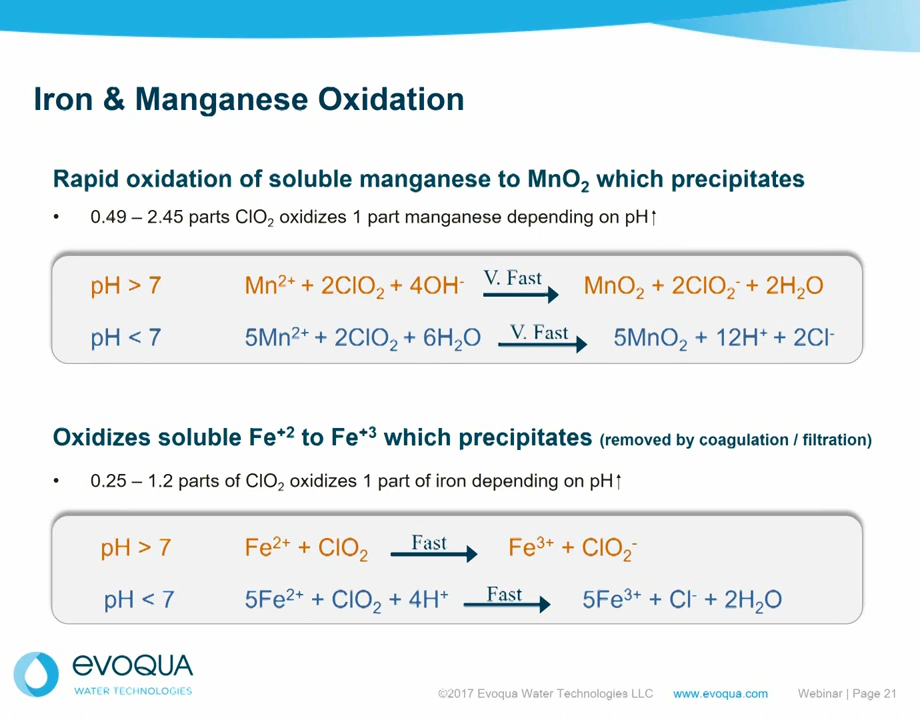 Iron & Manganese Oxidation
Rapid oxidation of soluble manganese to MnO₂ which precipitates
• 0.49 – 2.45 parts ClO₂ oxidizes 1 part manganese depending on pH↑
pH > 7 Mn²⁺ + 2ClO₂ + 4OH⁻ V. Fast → MnO₂ + 2ClO₂⁻ + 2H₂O
pH < 7 5Mn²⁺ + 2ClO₂ + 6H₂O V. Fast → 5MnO₂ + 12H⁺ + 2Cl⁻
Oxidizes soluble Fe⁺² to Fe⁺³ which precipitates (removed by coagulation / filtration)
• 0.25 – 1.2 parts of ClO₂ oxidizes 1 part of iron depending on pH↑
pH > 7 Fe²⁺ + ClO₂ Fast → Fe³⁺ + ClO₂⁻
pH < 7 5Fe²⁺ + ClO₂ + 4H⁺ Fast → 5Fe³⁺ + Cl⁻ + 2H₂O
evoqua
WATER TECHNOLOGIES
©2017 Evoqua Water Technologies LLC www.evoqua.com Webinar | Page 21